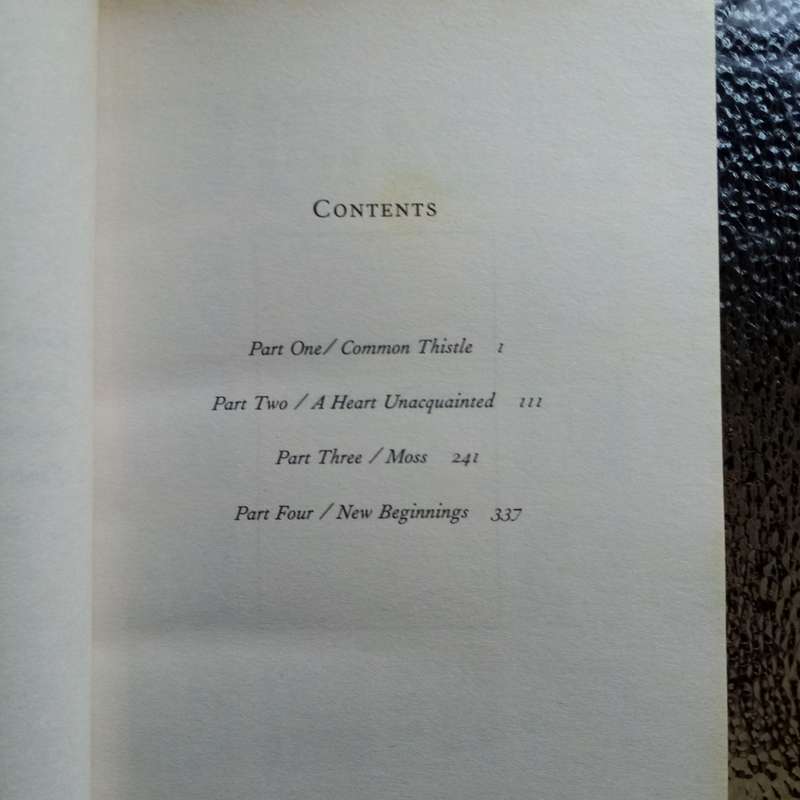 CONTENTS
Part One/ Common Thistle 1
Part Two / A Heart Unacquainted 111
Part Three / Moss 241
Part Four / New Beginnings 337